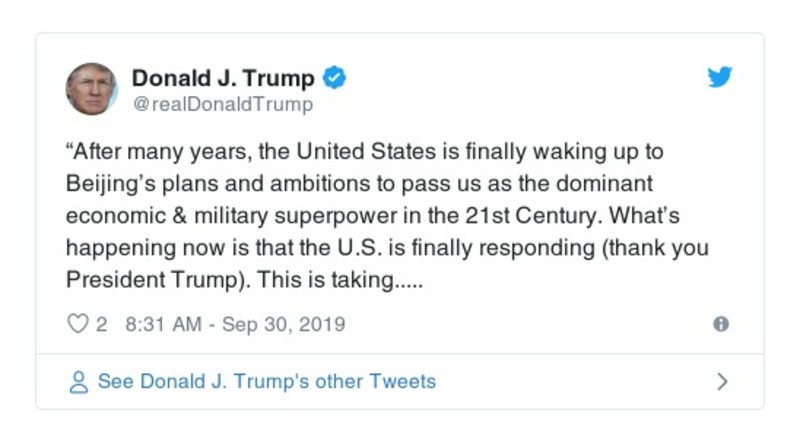 Donald J. Trump
@realDonaldTrump
“After many years, the United States is finally waking up to
Beijing’s plans and ambitions to pass us as the dominant
economic & military superpower in the 21st Century. What’s
happening now is that the U.S. is finally responding (thank you
President Trump). This is taking.....
2 8:31 AM - Sep 30, 2019
See Donald J. Trump's other Tweets